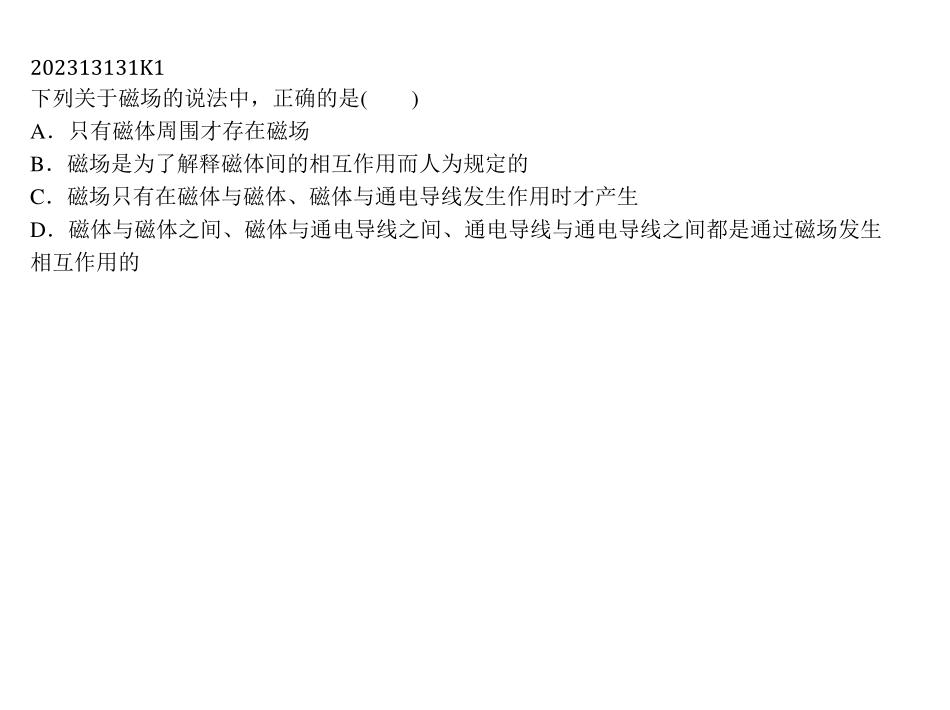 202313131K1
下列关于磁场的说法中，正确的是(　　)
A．只有磁体周围才存在磁场
B．磁场是为了解释磁体间的相互作用而人为规定的
C．磁场只有在磁体与磁体、磁体与通电导线发生作用时才产生
D．磁体与磁体之间、磁体与通电导线之间、通电导线与通电导线之间都是通过磁场发生
相互作用的